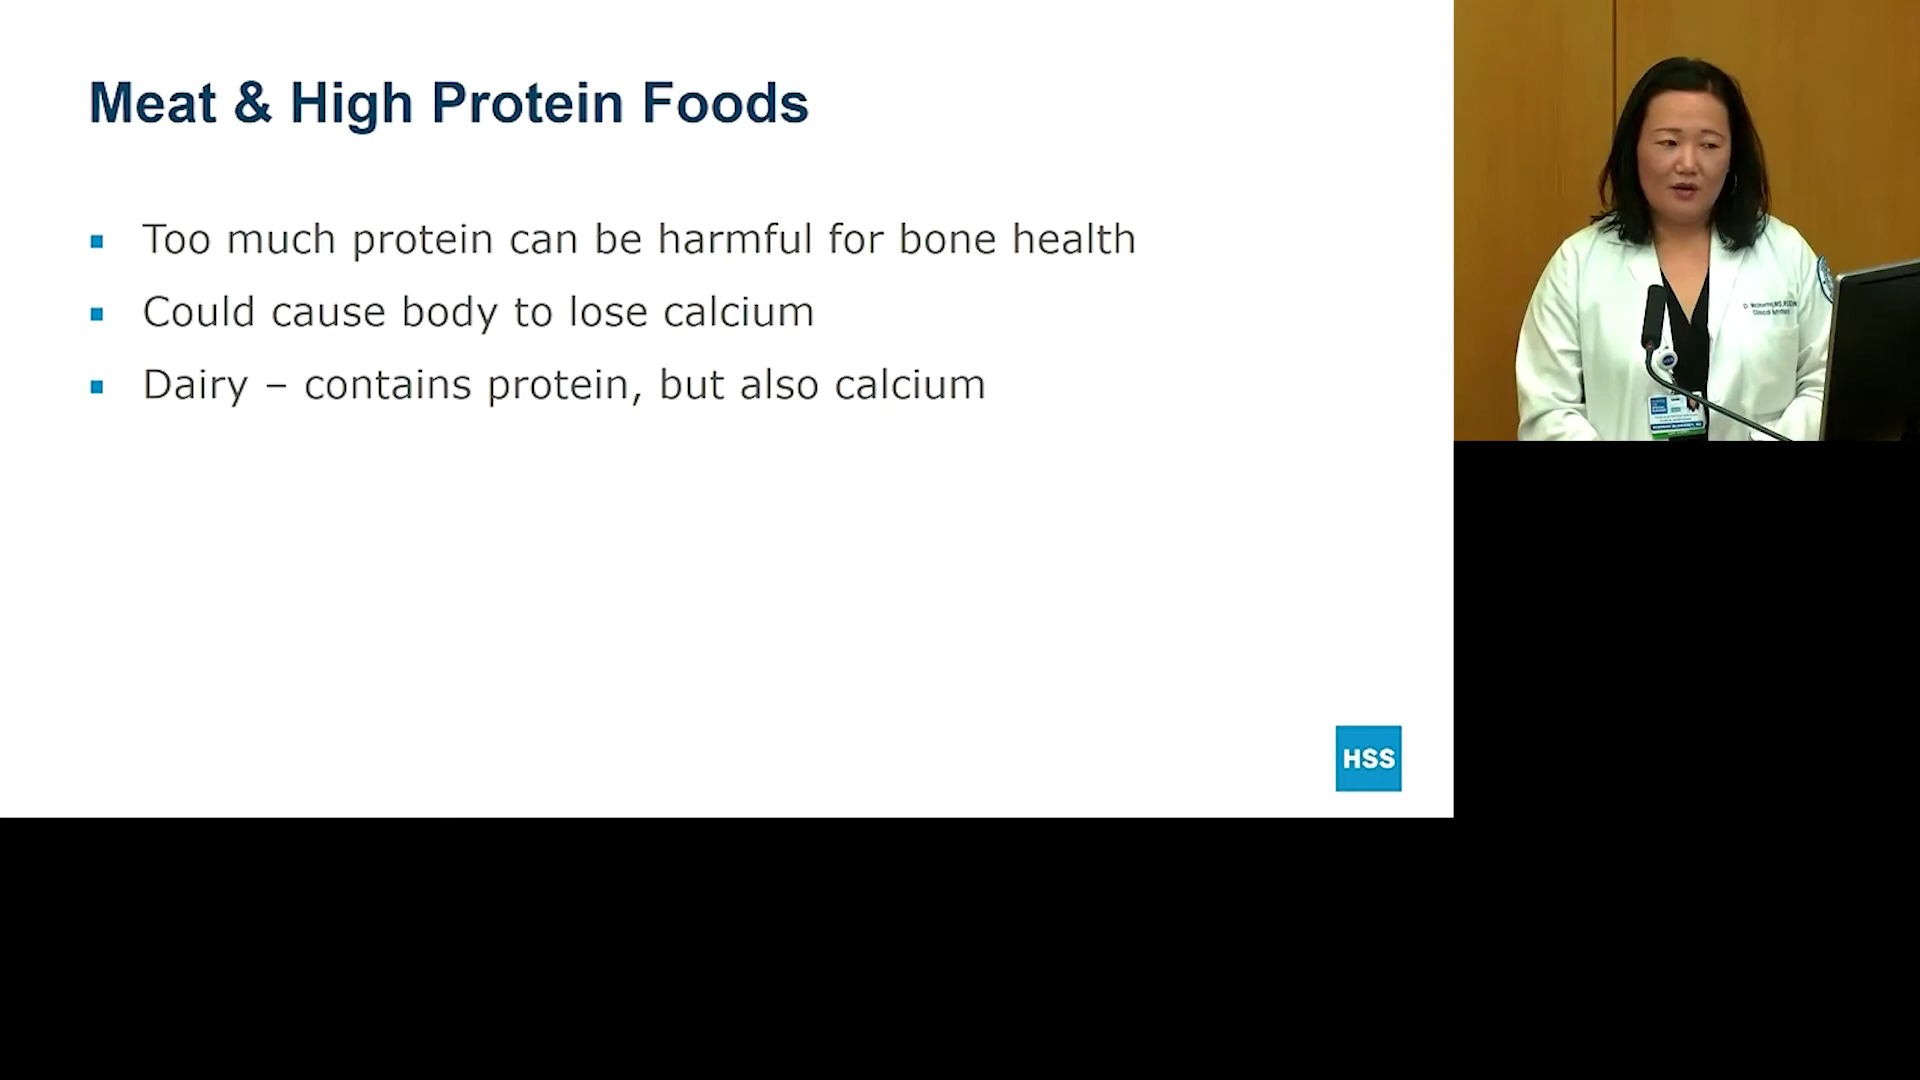 Meat & High Protein Foods
Too much protein can be harmful for bone health
Could cause body to lose calcium
Dairy – contains protein, but also calcium
HSS